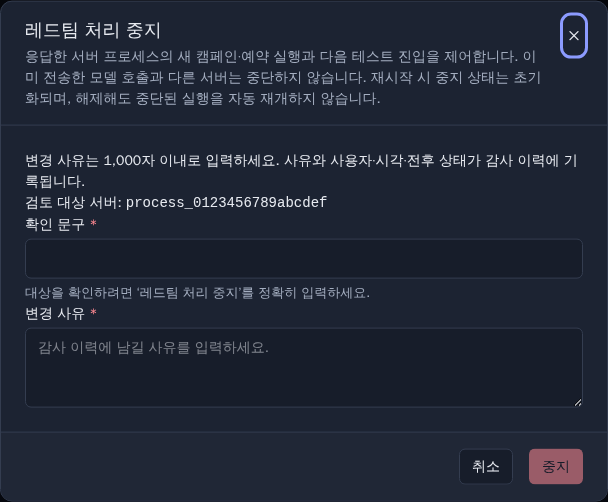 레드팀 처리 중지
응답한 서버 프로세스의 새 캠페인·예약 실행과 다음 테스트 진입을 제어합니다. 이
미 전송한 모델 호출과 다른 서버는 중단하지 않습니다. 재시작 시 중지 상태는 초기
화되며, 해제해도 중단된 실행을 자동 재개하지 않습니다.
변경 사유는 1,000자 이내로 입력하세요. 사유와 사용자·시각·전후 상태가 감사 이력에 기
록됩니다.
검토 대상 서버: process_0123456789abcdef
확인 문구 *
대상을 확인하려면 '레드팀 처리 중지'를 정확히 입력하세요.
변경 사유 *
감사 이력에 남길 사유를 입력하세요.
취소 중지